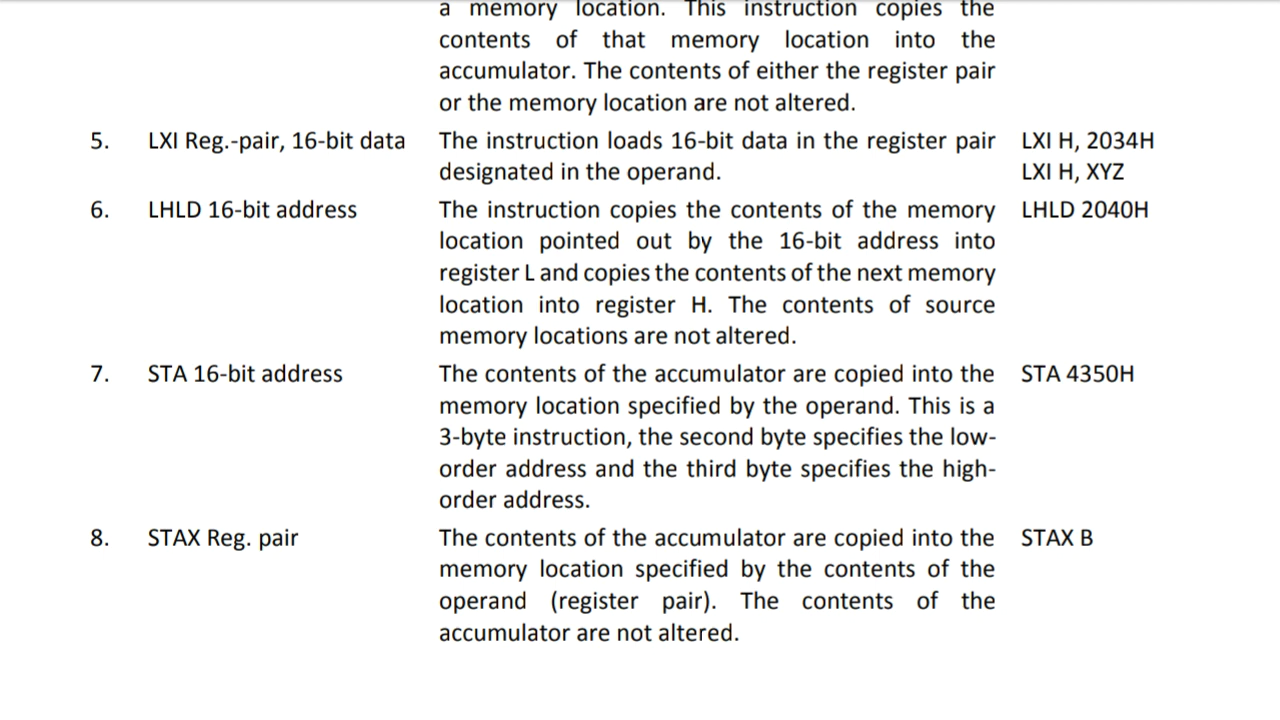 a memory location. This instruction copies the
contents of that memory location into the
accumulator. The contents of either the register pair
or the memory location are not altered.
5. LXI Reg.-pair, 16-bit data The instruction loads 16-bit data in the register pair LXI H, 2034H
designated in the operand. LXI H, XYZ
6. LHLD 16-bit address The instruction copies the contents of the memory LHLD 2040H
location pointed out by the 16-bit address into
register L and copies the contents of the next memory
location into register H. The contents of source
memory locations are not altered.
7. STA 16-bit address The contents of the accumulator are copied into the STA 4350H
memory location specified by the operand. This is a
3-byte instruction, the second byte specifies the low-
order address and the third byte specifies the high-
order address.
8. STAX Reg. pair The contents of the accumulator are copied into the STAX B
memory location specified by the contents of the
operand (register pair). The contents of the
accumulator are not altered.